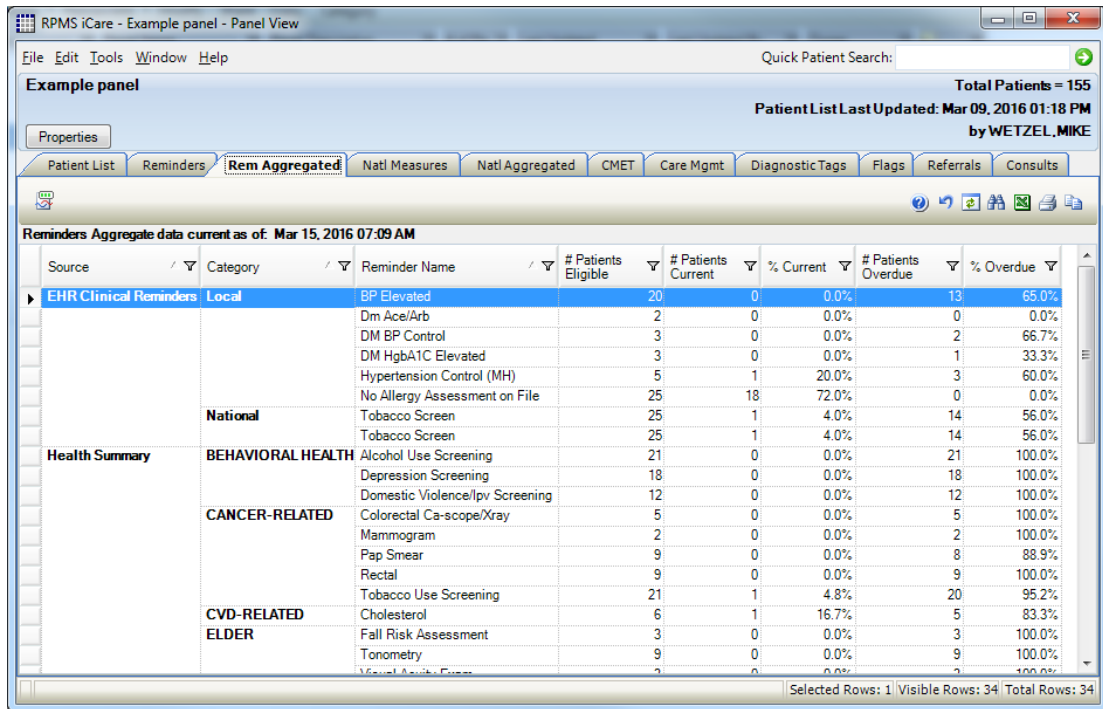 RPMS iCare - Example panel - Panel View
File Edit Tools Window Help Quick Patient Search:
Example panel Total Patients = 155
Patient List Last Updated: Mar 09, 2016 01:18 PM
Properties by WETZEL,MIKE
Patient List Reminders Rem Aggregated Natl Measures Natl Aggregated CMET Care Mgmt Diagnostic Tags Flags Referrals Consults
Reminders Aggregate data current as of: Mar 15, 2016 07:09 AM
Source Category Reminder Name # Patients Eligible # Patients Current % Current # Patients Overdue % Overdue
EHR Clinical Reminders Local BP Elevated 20 0 0.0% 13 65.0%
Dm Ace/Arb 2 0 0.0% 0 0.0%
DM BP Control 3 0 0.0% 2 66.7%
DM HgbA1C Elevated 3 0 0.0% 1 33.3%
Hypertension Control (MH) 5 1 20.0% 3 60.0%
No Allergy Assessment on File 25 18 72.0% 0 0.0%
National Tobacco Screen 25 1 4.0% 14 56.0%
Tobacco Screen 25 1 4.0% 14 56.0%
Health Summary BEHAVIORAL HEALTH Alcohol Use Screening 21 0 0.0% 21 100.0%
Depression Screening 18 0 0.0% 18 100.0%
Domestic Violence/Ipv Screening 12 0 0.0% 12 100.0%
CANCER-RELATED Colorectal Ca-scope/Xray 5 0 0.0% 5 100.0%
Mammogram 2 0 0.0% 2 100.0%
Pap Smear 9 0 0.0% 8 88.9%
Rectal 9 0 0.0% 9 100.0%
Tobacco Use Screening 21 1 4.8% 20 95.2%
CVD-RELATED Cholesterol 6 1 16.7% 5 83.3%
ELDER Fall Risk Assessment 3 0 0.0% 3 100.0%
Tonometry 9 0 0.0% 9 100.0%
Selected Rows: 1 Visible Rows: 34 Total Rows: 34